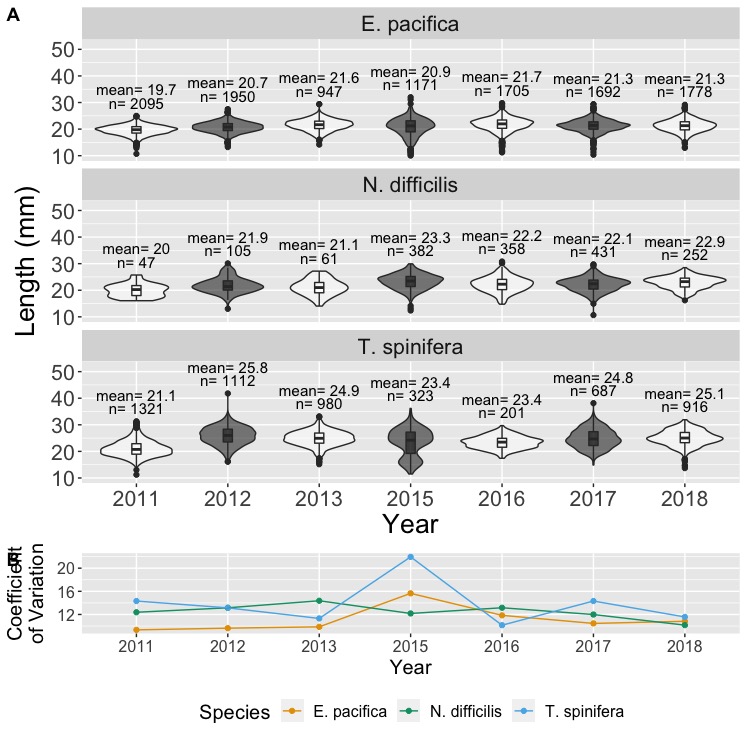 A
E. pacifica
50
40
30
20
10
mean= 19.7
n= 2095
mean= 20.7
n= 1950
mean= 21.6
n= 947
mean= 20.9
n= 1171
mean= 21.7
n= 1705
mean= 21.3
n= 1692
mean= 21.3
n= 1778
Length (mm)
N. difficilis
50
40
30
20
10
mean= 20
n= 47
mean= 21.9
n= 105
mean= 21.1
n= 61
mean= 23.3
n= 382
mean= 22.2
n= 358
mean= 22.1
n= 431
mean= 22.9
n= 252
T. spinifera
50
40
30
20
10
mean= 21.1
n= 1321
mean= 25.8
n= 1112
mean= 24.9
n= 980
mean= 23.4
n= 323
mean= 23.4
n= 201
mean= 24.8
n= 687
mean= 25.1
n= 916
2011 2012 2013 2015 2016 2017 2018
Year
B
Coefficient
of Variation
20
16
12
2011 2012 2013 2015 2016 2017 2018
Year
Species E. pacifica N. difficilis T. spinifera